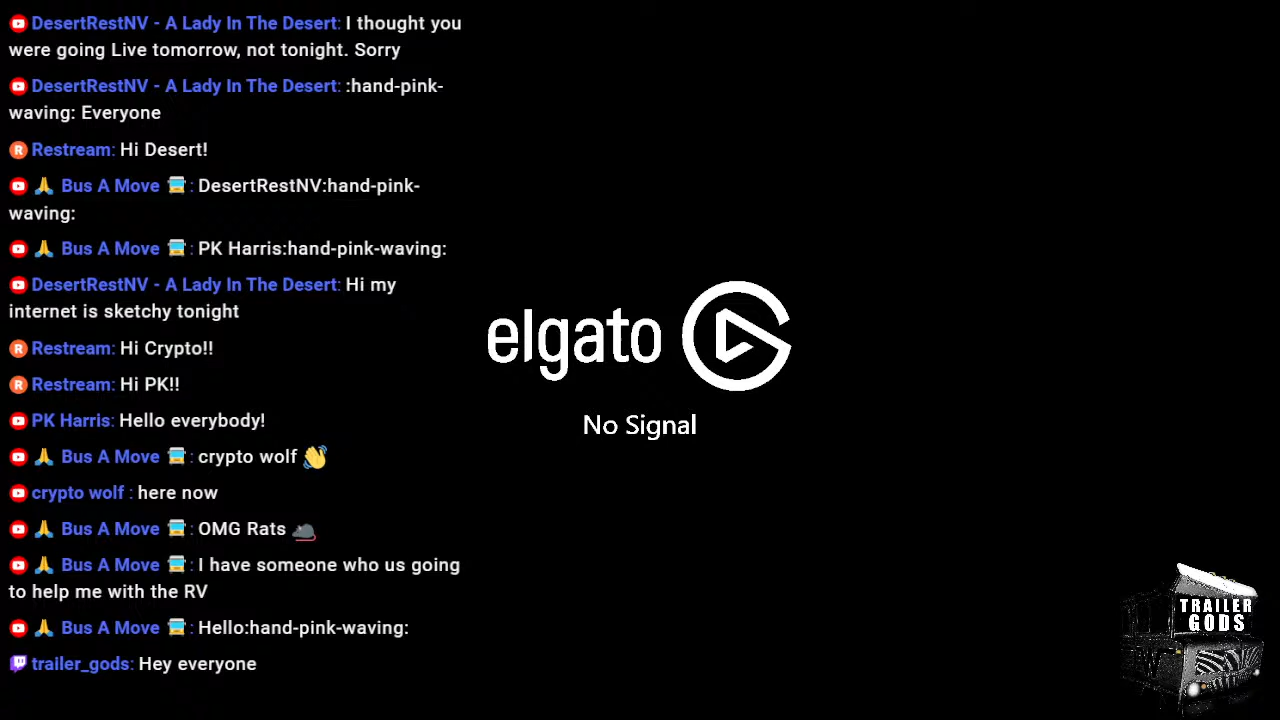 DesertRestNV - A Lady In The Desert: I thought you
were going Live tomorrow, not tonight. Sorry
DesertRestNV - A Lady In The Desert: :hand-pink-
waving: Everyone
Restream: Hi Desert!
🙏 Bus A Move 🚍: DesertRestNV:hand-pink-
waving:
🙏 Bus A Move 🚍: PK Harris:hand-pink-waving:
DesertRestNV - A Lady In The Desert: Hi my
internet is sketchy tonight
Restream: Hi Crypto!!
Restream: Hi PK!!
PK Harris: Hello everybody!
🙏 Bus A Move 🚍: crypto wolf 👋
crypto wolf : here now
🙏 Bus A Move 🚍: OMG Rats 🐀
🙏 Bus A Move 🚍: I have someone who us going
to help me with the RV
🙏 Bus A Move 🚍: Hello:hand-pink-waving:
trailer_gods: Hey everyone
elgato
No Signal
TRAILER
GODS